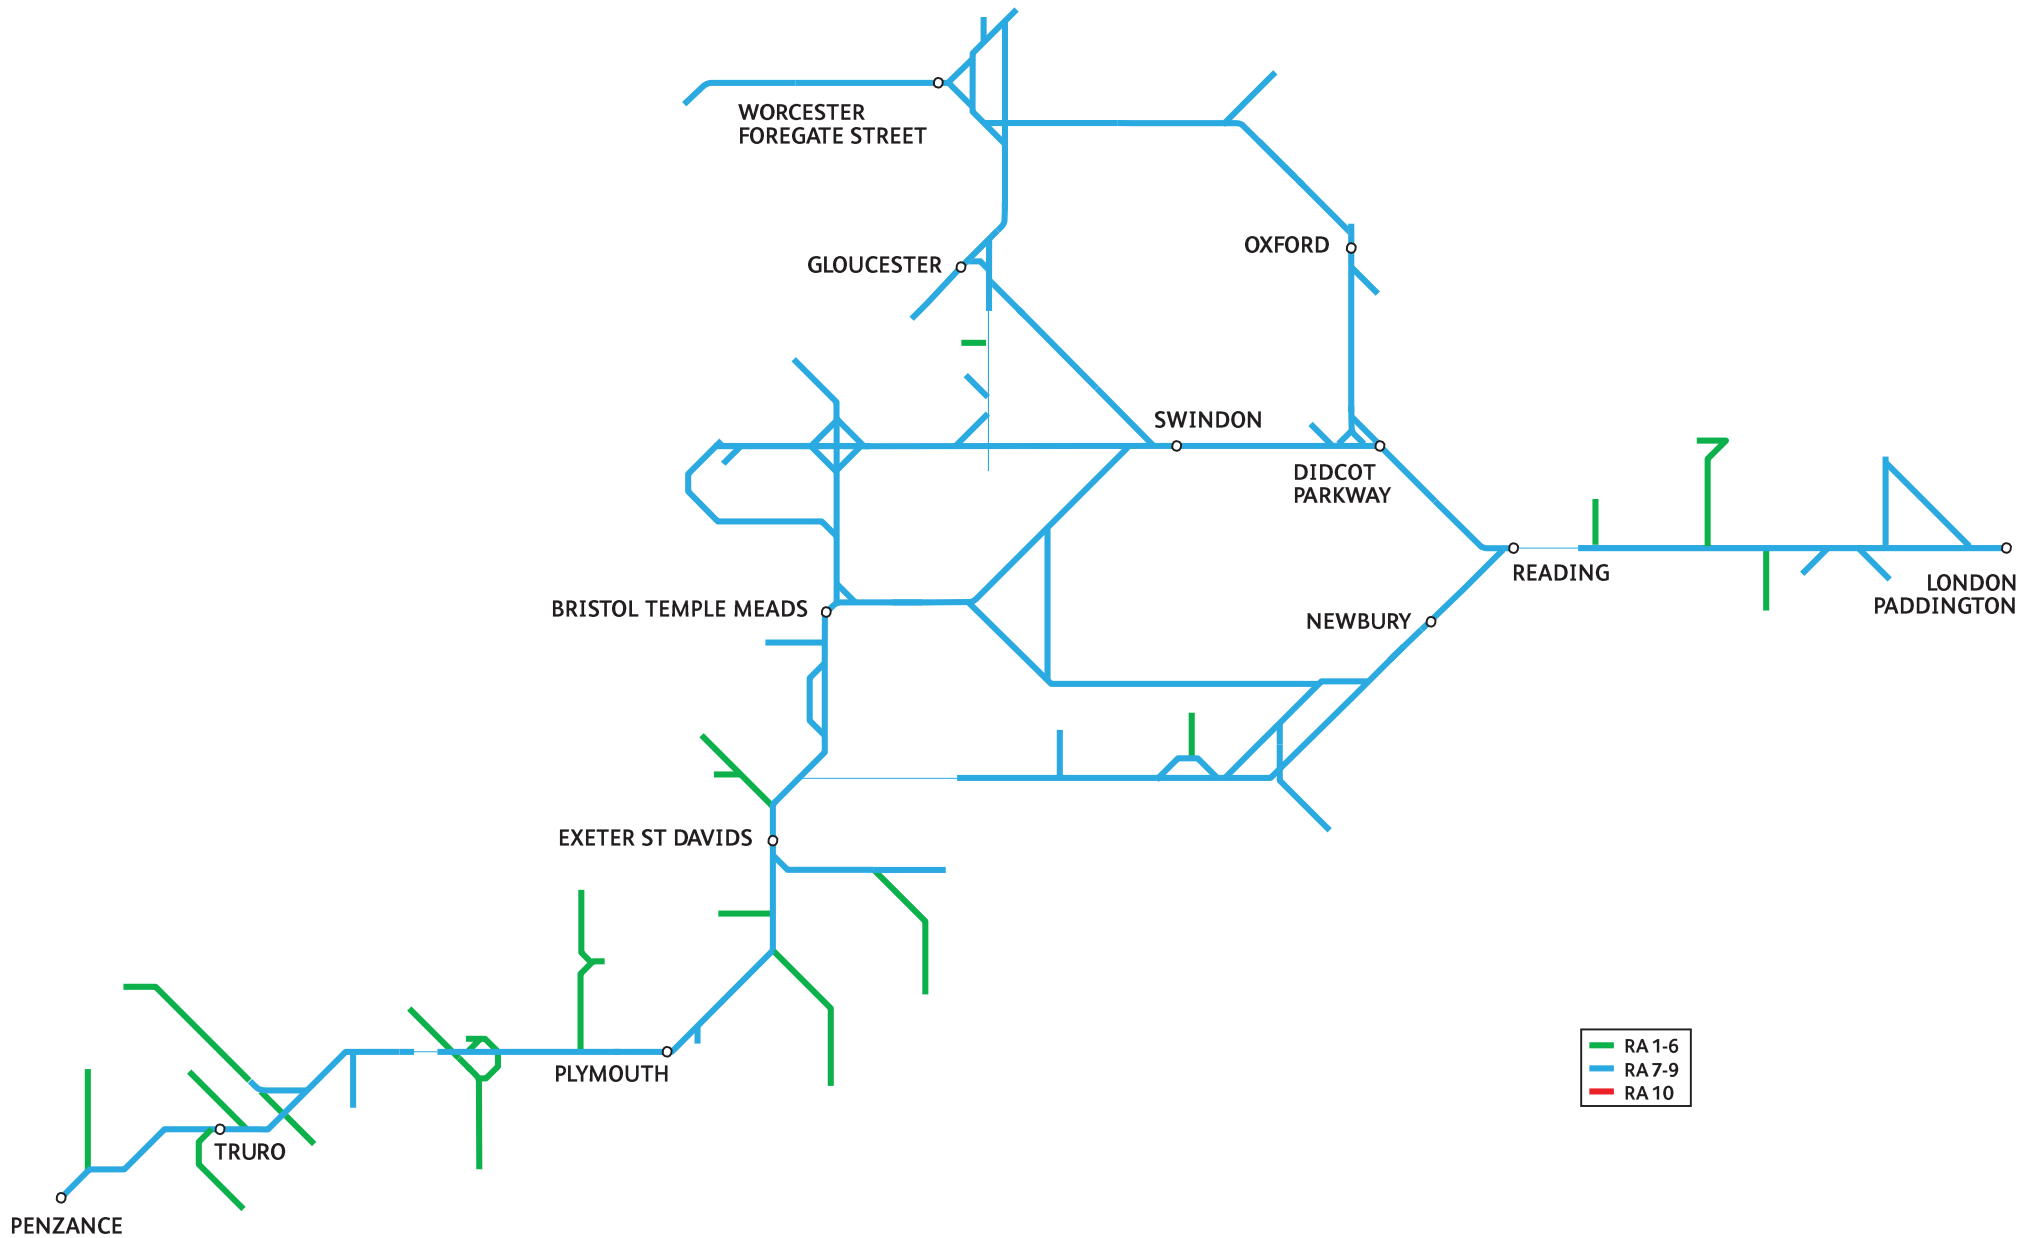 WORCESTER
FOREGATE STREET
OXFORD
GLOUCESTER
SWINDON
DIDCOT
PARKWAY
READING
LONDON
PADDINGTON
BRISTOL TEMPLE MEADS
NEWBURY
EXETER ST DAVIDS
PLYMOUTH
TRURO
PENZANCE
RA 1-6
RA 7-9
RA 10